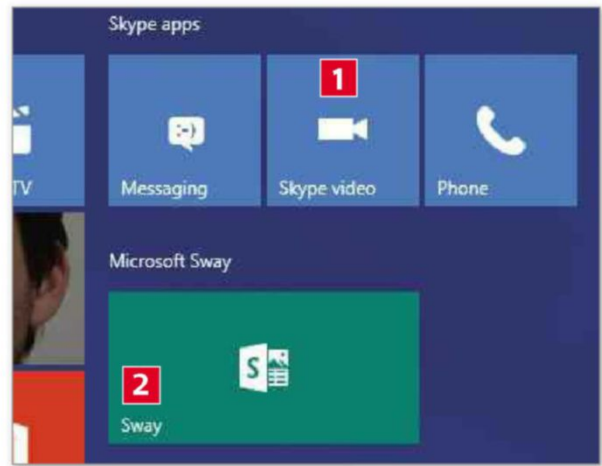 Skype apps
1
:-)
TV
Messaging
Skype video
Phone
Microsoft Sway
S
2
Sway